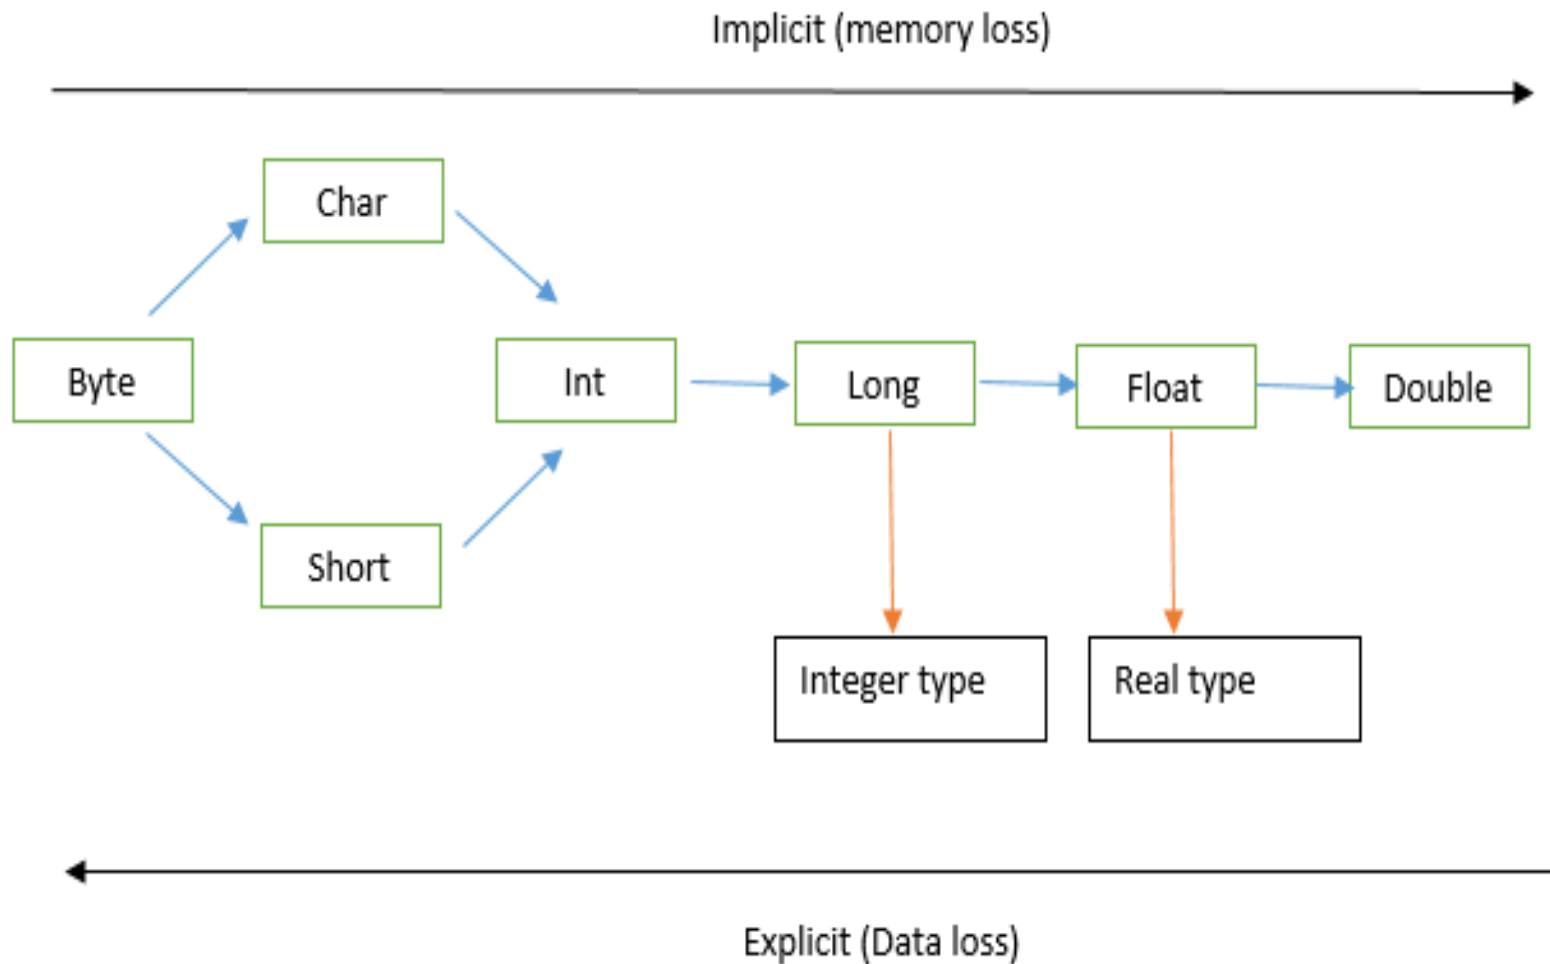 Implicit (memory loss)
Char
Byte
Int
Long
Float
Double
Short
Integer type
Real type
Explicit (Data loss)